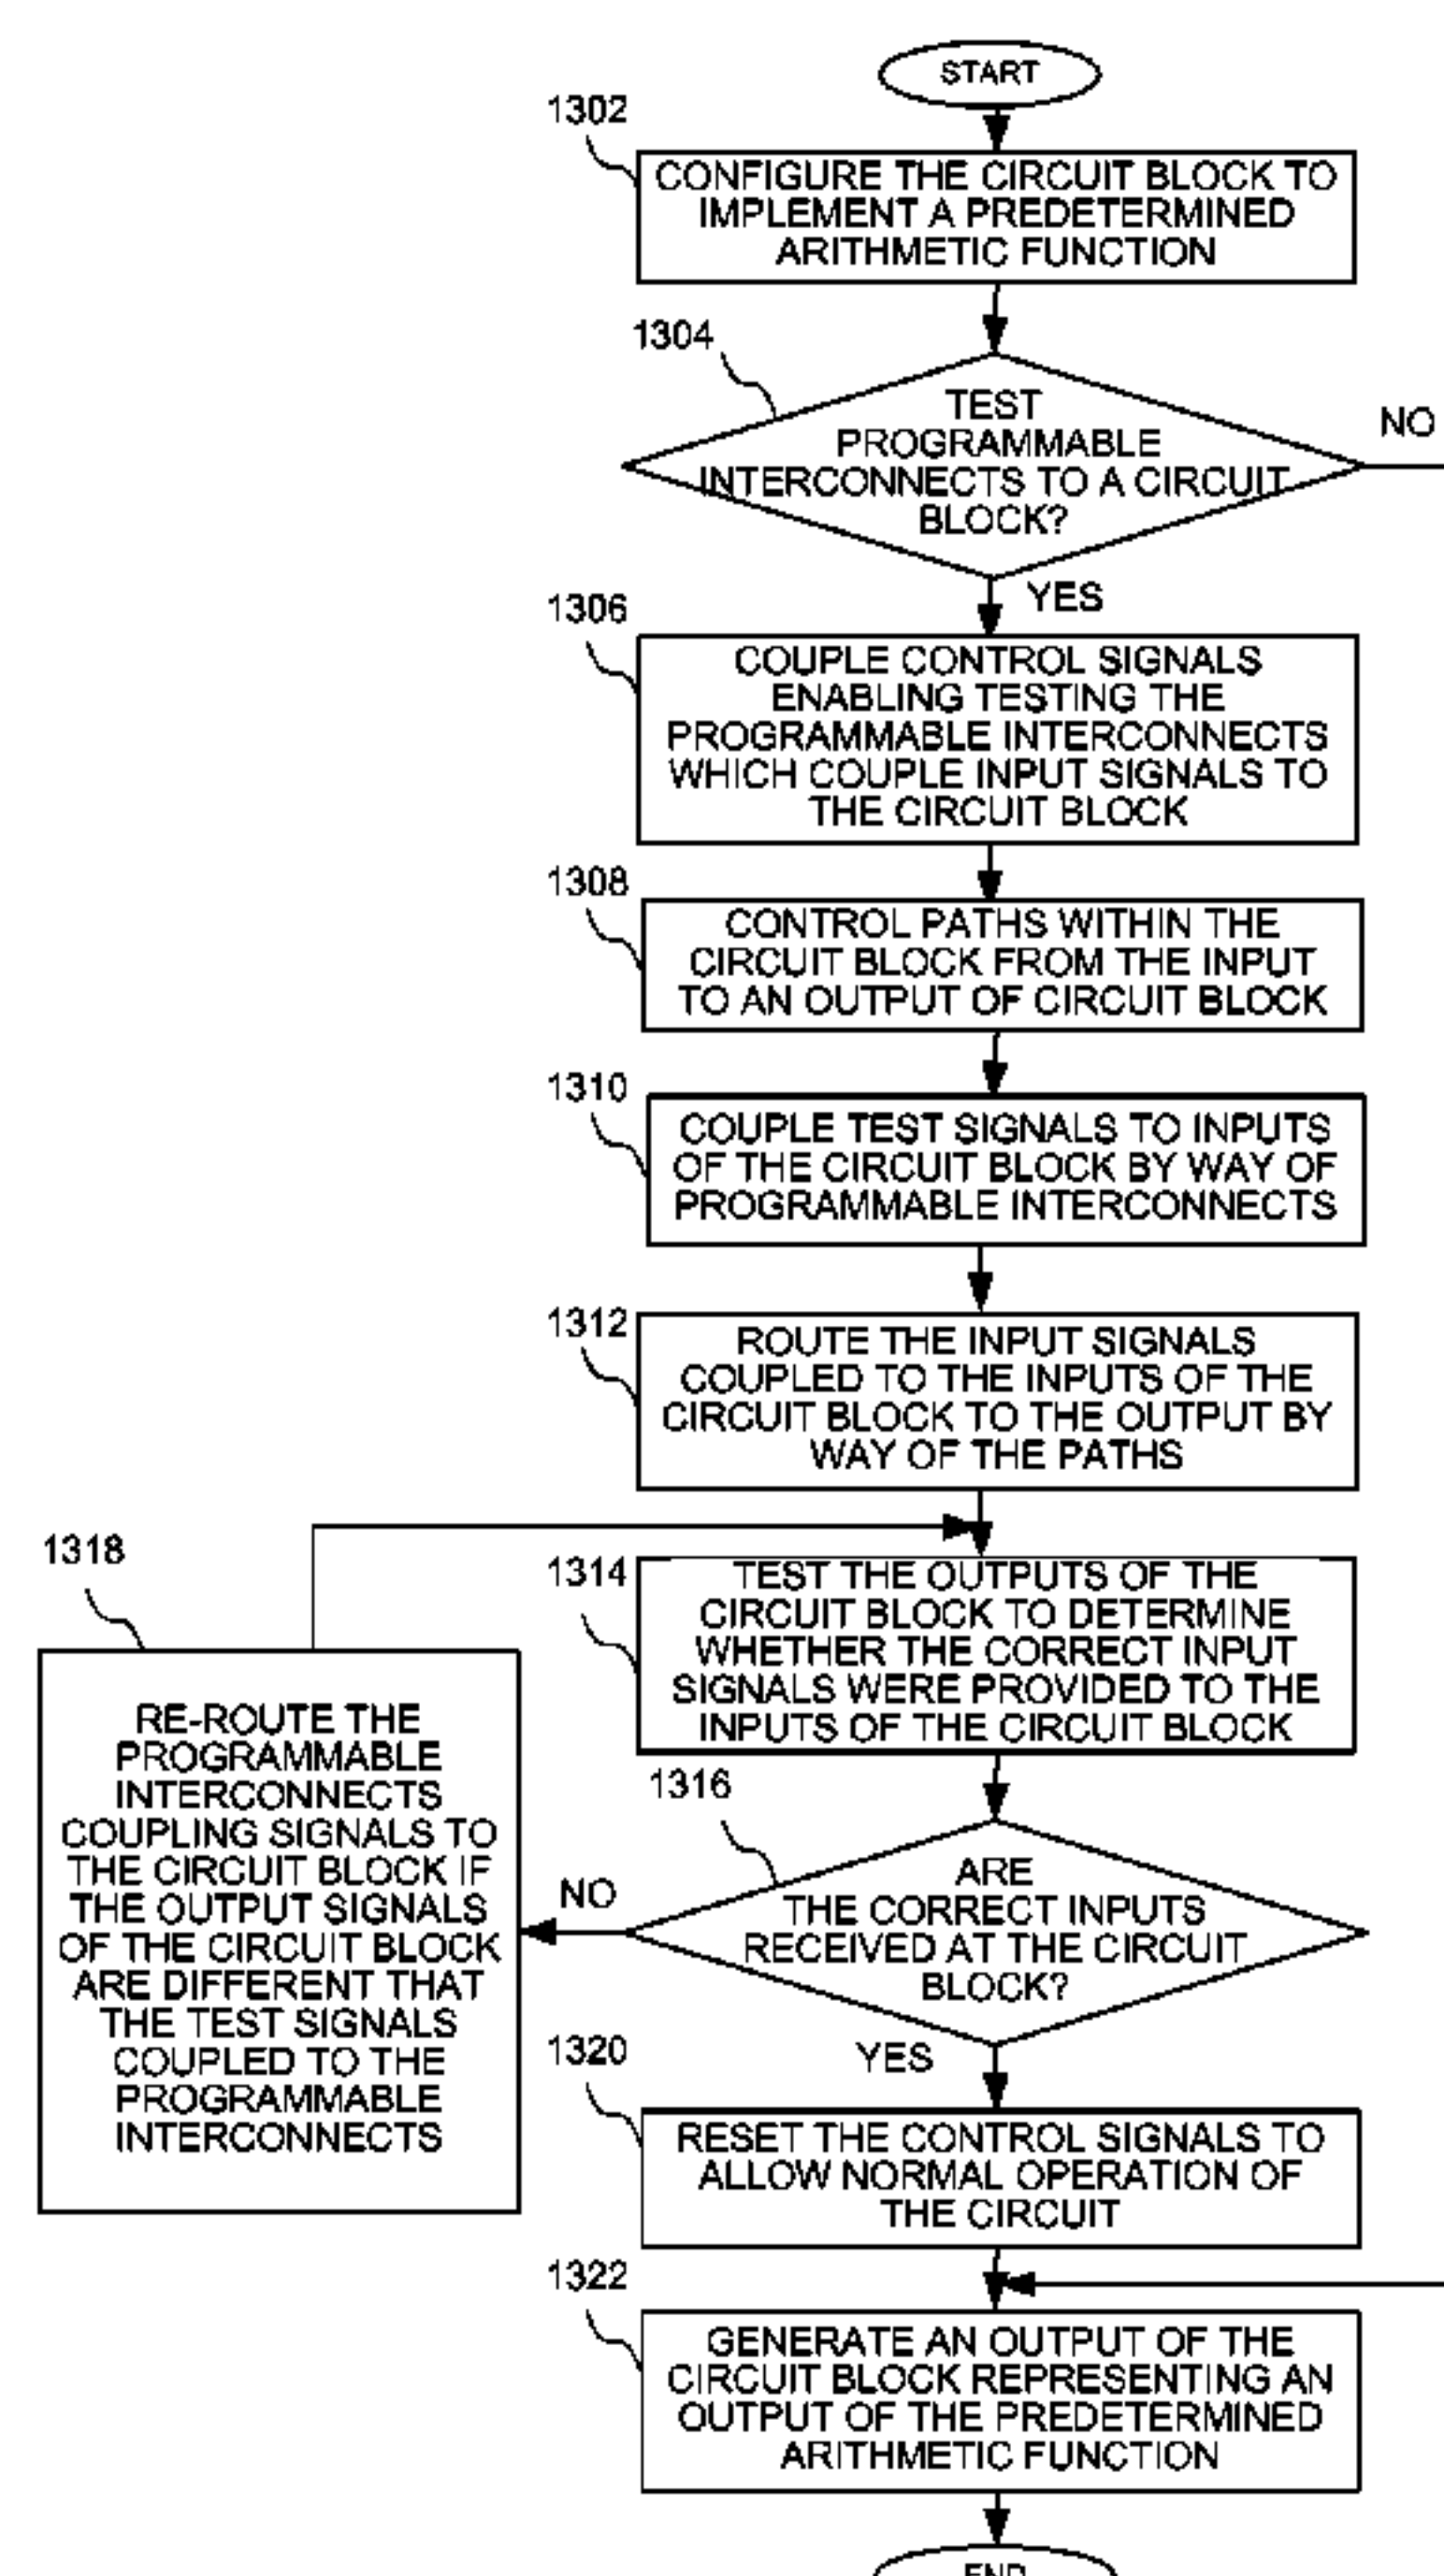 START
1302
CONFIGURE THE CIRCUIT BLOCK TO
IMPLEMENT A PREDETERMINED
ARITHMETIC FUNCTION
1304
TEST
PROGRAMMABLE
INTERCONNECTS TO A CIRCUIT
BLOCK?
NO
YES
1306
COUPLE CONTROL SIGNALS
ENABLING TESTING THE
PROGRAMMABLE INTERCONNECTS
WHICH COUPLE INPUT SIGNALS TO
THE CIRCUIT BLOCK
1308
CONTROL PATHS WITHIN THE
CIRCUIT BLOCK FROM THE INPUT
TO AN OUTPUT OF CIRCUIT BLOCK
1310
COUPLE TEST SIGNALS TO INPUTS
OF THE CIRCUIT BLOCK BY WAY OF
PROGRAMMABLE INTERCONNECTS
1312
ROUTE THE INPUT SIGNALS
COUPLED TO THE INPUTS OF THE
CIRCUIT BLOCK TO THE OUTPUT BY
WAY OF THE PATHS
1314
TEST THE OUTPUTS OF THE
CIRCUIT BLOCK TO DETERMINE
WHETHER THE CORRECT INPUT
SIGNALS WERE PROVIDED TO THE
INPUTS OF THE CIRCUIT BLOCK
1316
ARE
THE CORRECT INPUTS
RECEIVED AT THE CIRCUIT
BLOCK?
NO
1318
RE-ROUTE THE
PROGRAMMABLE
INTERCONNECTS
COUPLING SIGNALS TO
THE CIRCUIT BLOCK IF
THE OUTPUT SIGNALS
OF THE CIRCUIT BLOCK
ARE DIFFERENT THAT
THE TEST SIGNALS
COUPLED TO THE
PROGRAMMABLE
INTERCONNECTS
YES
1320
RESET THE CONTROL SIGNALS TO
ALLOW NORMAL OPERATION OF
THE CIRCUIT
1322
GENERATE AN OUTPUT OF THE
CIRCUIT BLOCK REPRESENTING AN
OUTPUT OF THE PREDETERMINED
ARITHMETIC FUNCTION
END